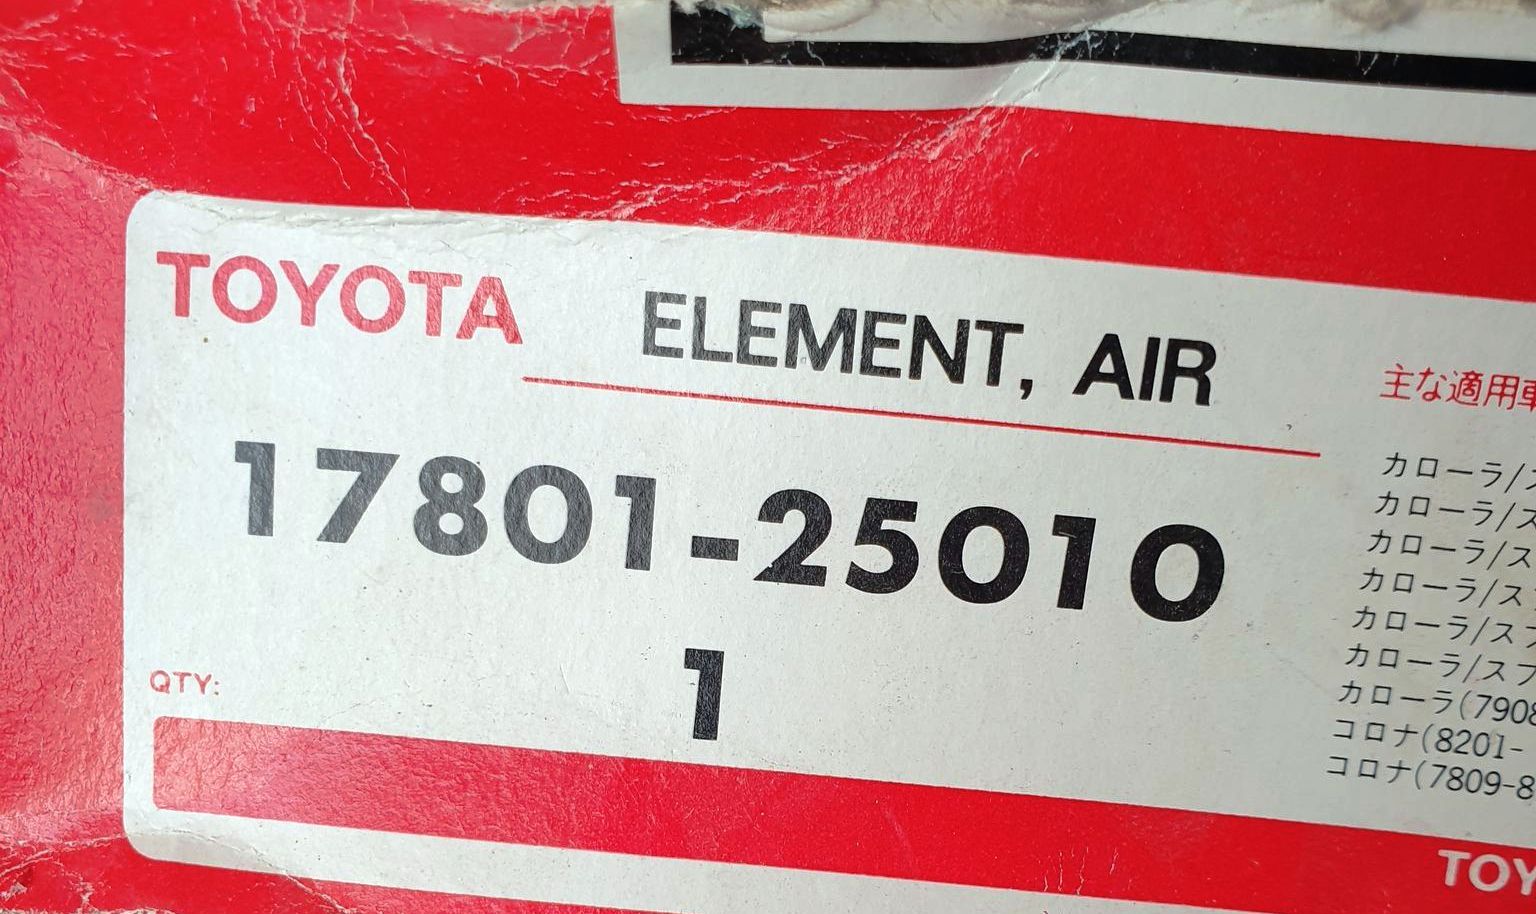 TOYOTA
ELEMENT, AIR
17801-25010
QTY:
1
主な適用車
カローラ/ス
カローラ/ス
カローラ/ス
カローラ/スプ
カローラ/スプ
カローラ/スプ
カローラ(7908
コロナ(8201-
コロナ(7809-8
TOY